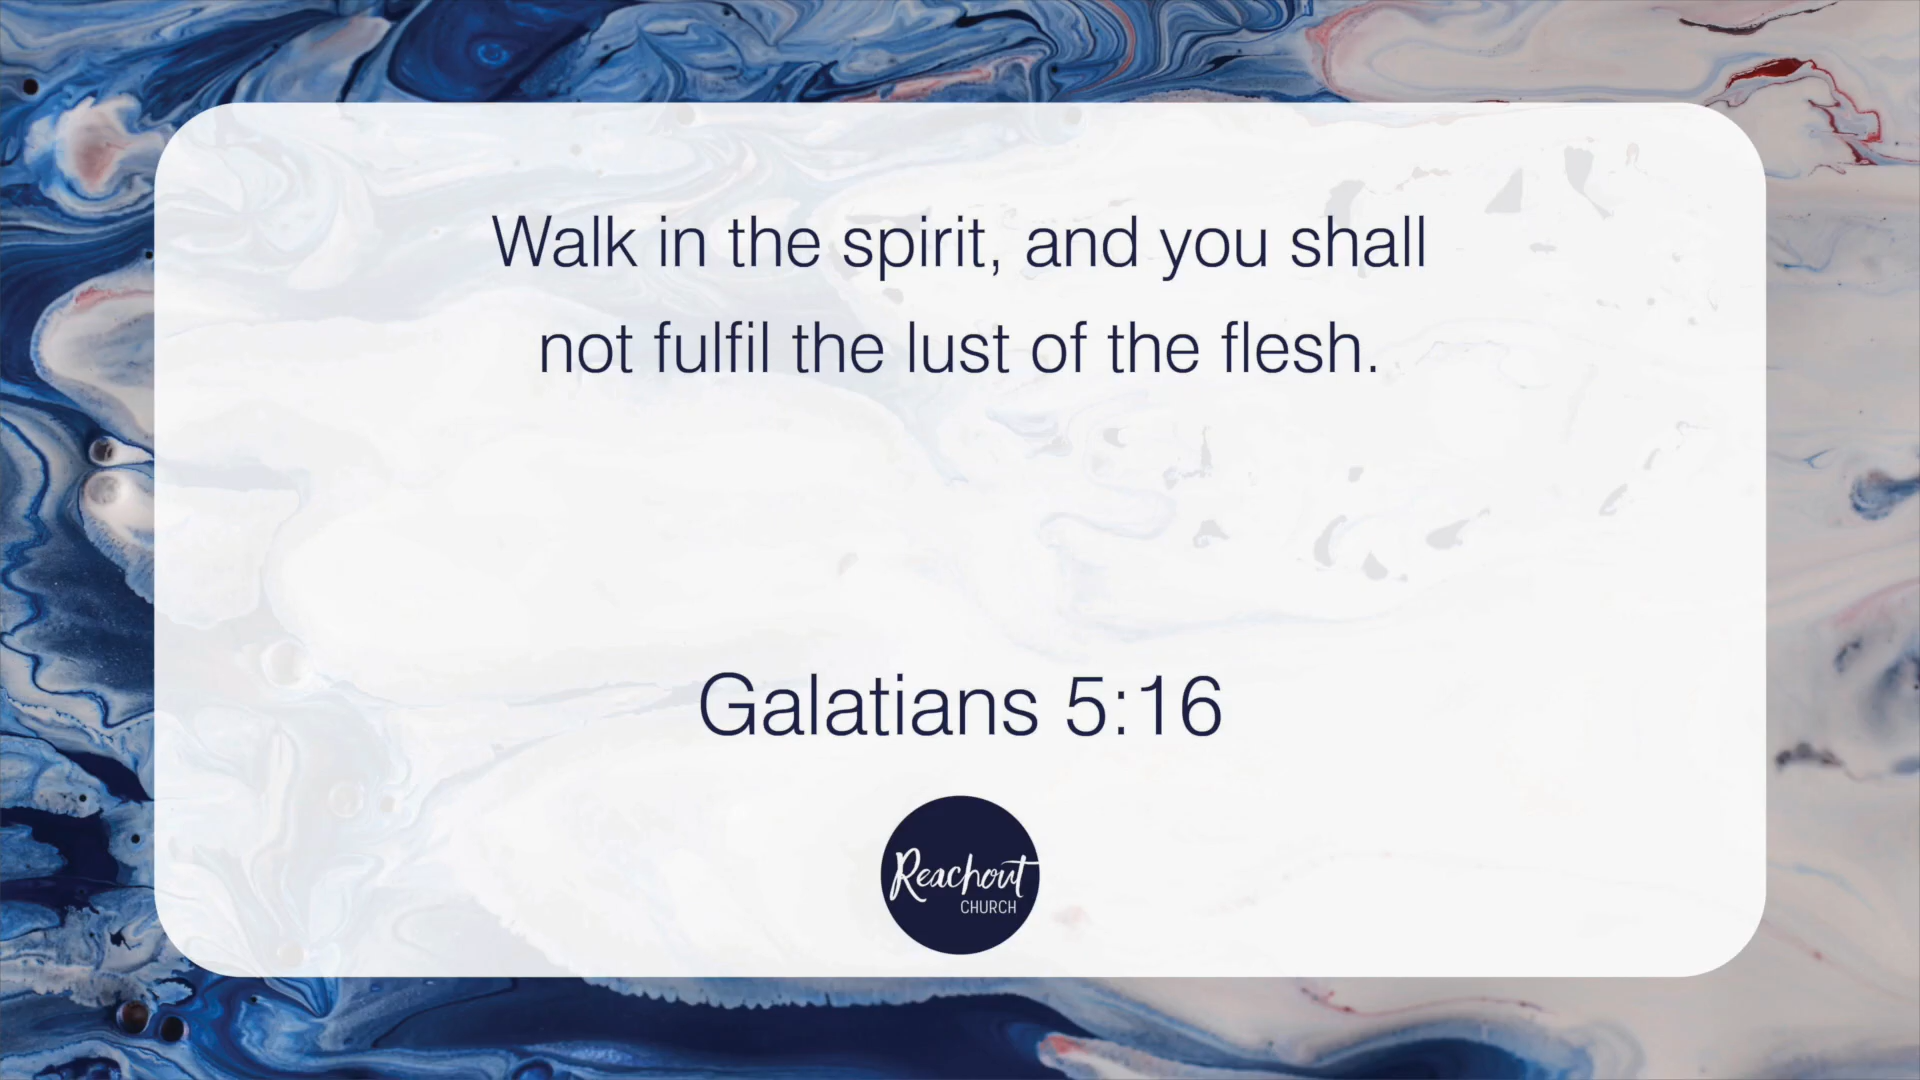 Walk in the spirit, and you shall
not fulfil the lust of the flesh.
Galatians 5:16
Reachout
CHURCH